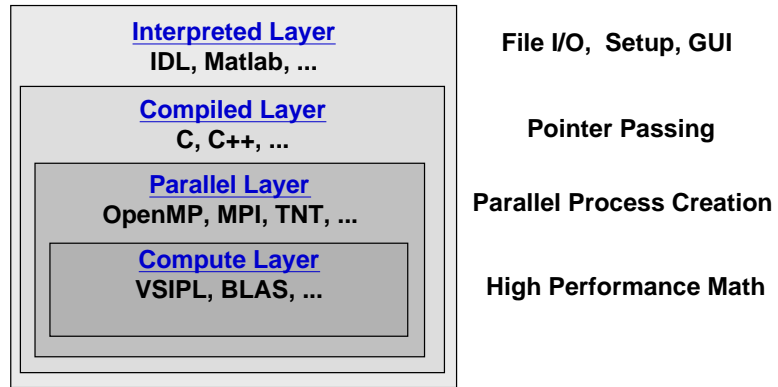 Interpreted Layer
IDL, Matlab, ...
File I/O, Setup, GUI
Compiled Layer
C, C++, ...
Pointer Passing
Parallel Layer
OpenMP, MPI, TNT, ...
Parallel Process Creation
Compute Layer
VSIPL, BLAS, ...
High Performance Math